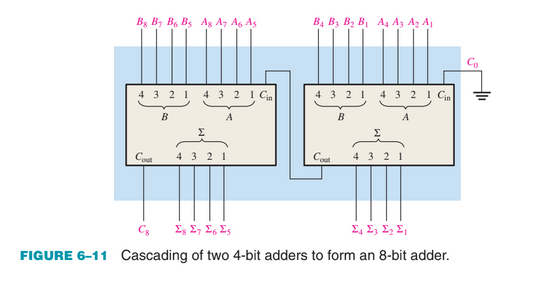 B₈ B₇ B₆ B₅ A₈ A₇ A₆ A₅ B₄ B₃ B₂ B₁ A₄ A₃ A₂ A₁
C₀
4 3 2 1 4 3 2 1 Cin 4 3 2 1 4 3 2 1 Cin
B A B A
Σ Σ
Cout 4 3 2 1 Cout 4 3 2 1
C₈ Σ₈ Σ₇ Σ₆ Σ₅ Σ₄ Σ₃ Σ₂ Σ₁
FIGURE 6–11 Cascading of two 4-bit adders to form an 8-bit adder.